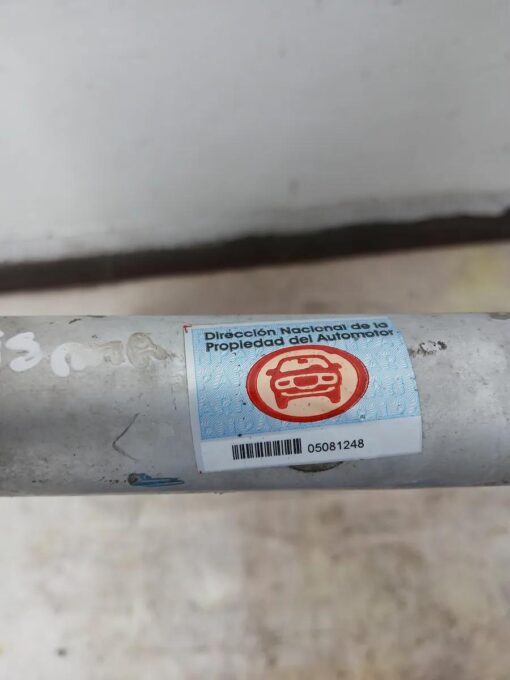 Dirección Nacional de la
Propiedad del Automotor
05081248